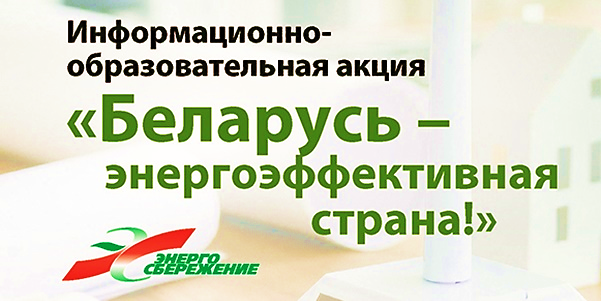 Информационно-
образовательная акция
«Беларусь –
энергоэффективная
страна!»
ЭНЕРГО
СБЕРЕЖЕНИЕ